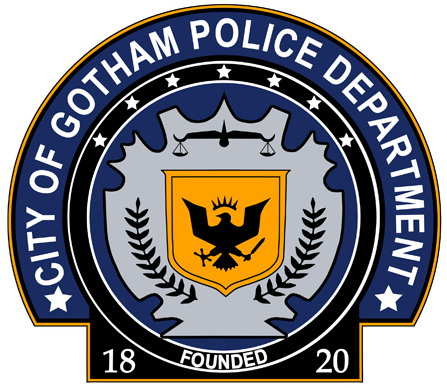 CITY OF GOTHAM POLICE DEPARTMENT
18 FOUNDED 20